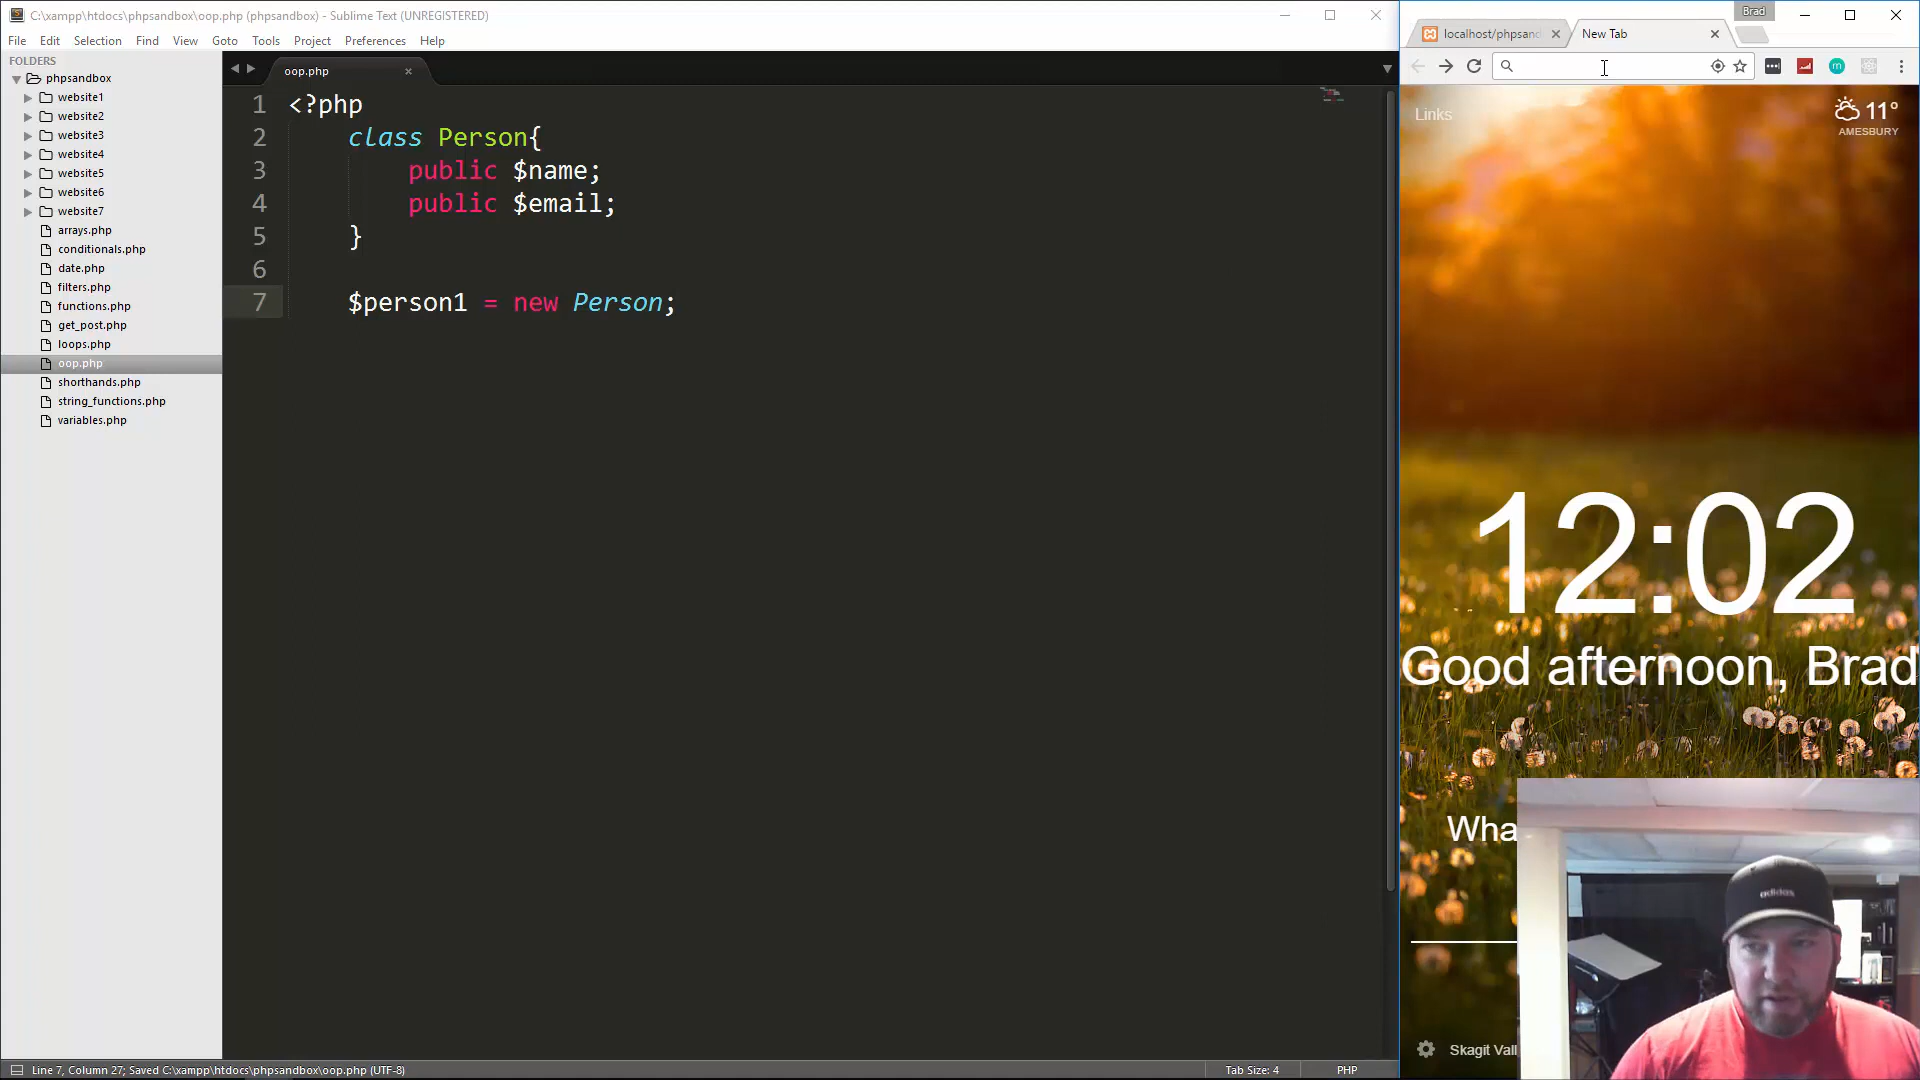 C:\xampp\htdocs\phpsandbox\oop.php (phpsandbox) - Sublime Text (UNREGISTERED)
File Edit Selection Find View Goto Tools Project Preferences Help
FOLDERS
phpsandbox
website1
website2
website3
website4
website5
website6
website7
arrays.php
conditionals.php
date.php
filters.php
functions.php
get_post.php
loops.php
oop.php
shorthands.php
string_functions.php
variables.php
oop.php
1 <?php
2 class Person{
3 public $name;
4 public $email;
5 }
6
7 $person1 = new Person;
Line 7, Column 27; Saved C:\xampp\htdocs\phpsandbox\oop.php (UTF-8)
Tab Size: 4
PHP
Brad
localhost/phpsand
New Tab
Links
11°
AMESBURY
12:02
Good afternoon, Brad
Wha
adidas
Skagit Vall